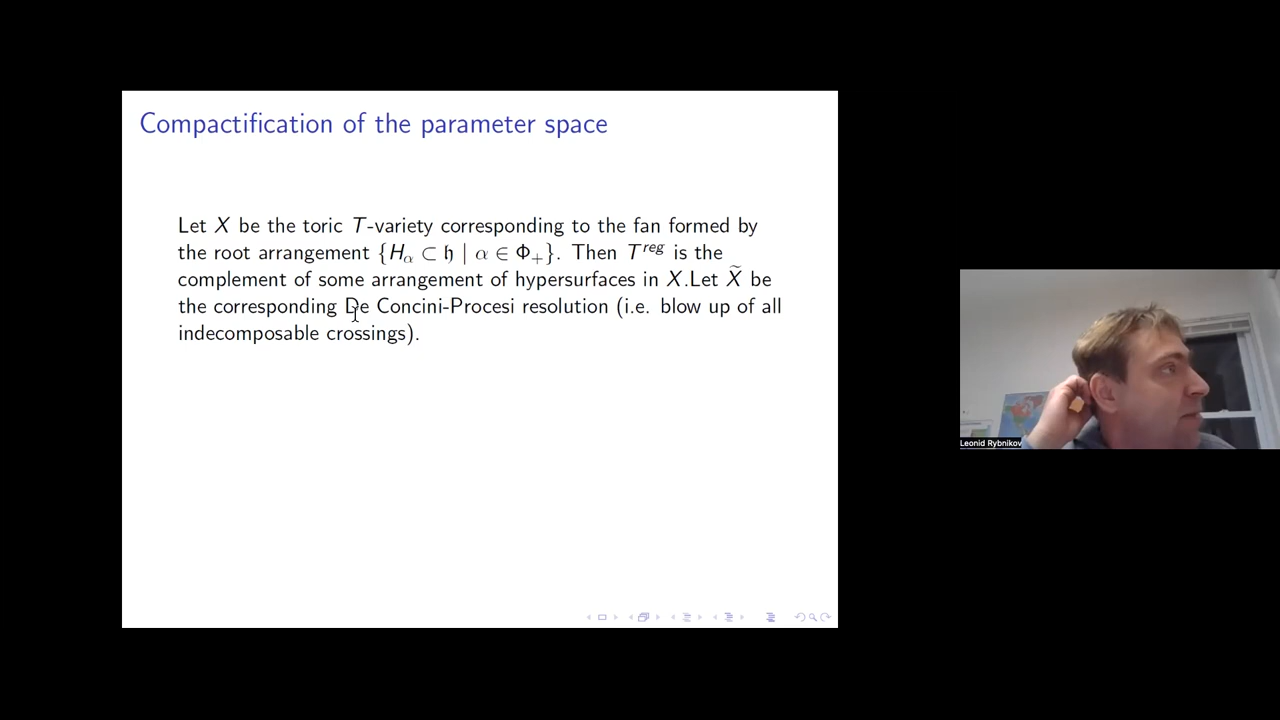 Compactification of the parameter space
Let X be the toric T-variety corresponding to the fan formed by
the root arrangement {H_α ⊂ 𝔥 | α ∈ Φ_+}. Then T^{reg} is the
complement of some arrangement of hypersurfaces in X.Let X̃ be
the corresponding De Concini-Procesi resolution (i.e. blow up of all
indecomposable crossings).
Leonid Rybnikov